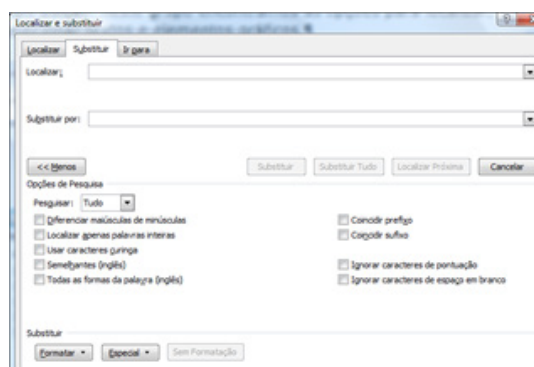 Localizar e substituir
Localizar Substituir Ir para
Localizar:
Substituir por:
<< Menos Substituir Substituir Tudo Localizar Próxima Cancelar
Opções de Pesquisa
Pesquisar: Tudo
Diferenciar maiúsculas de minúsculas Coincidir prefixo
Localizar apenas palavras inteiras Coincidir sufixo
Usar caracteres curinga
Semelhantes (inglês) Ignorar caracteres de pontuação
Todas as formas da palavra (inglês) Ignorar caracteres de espaço em branco
Substituir
Formatar Especial Sem Formatação